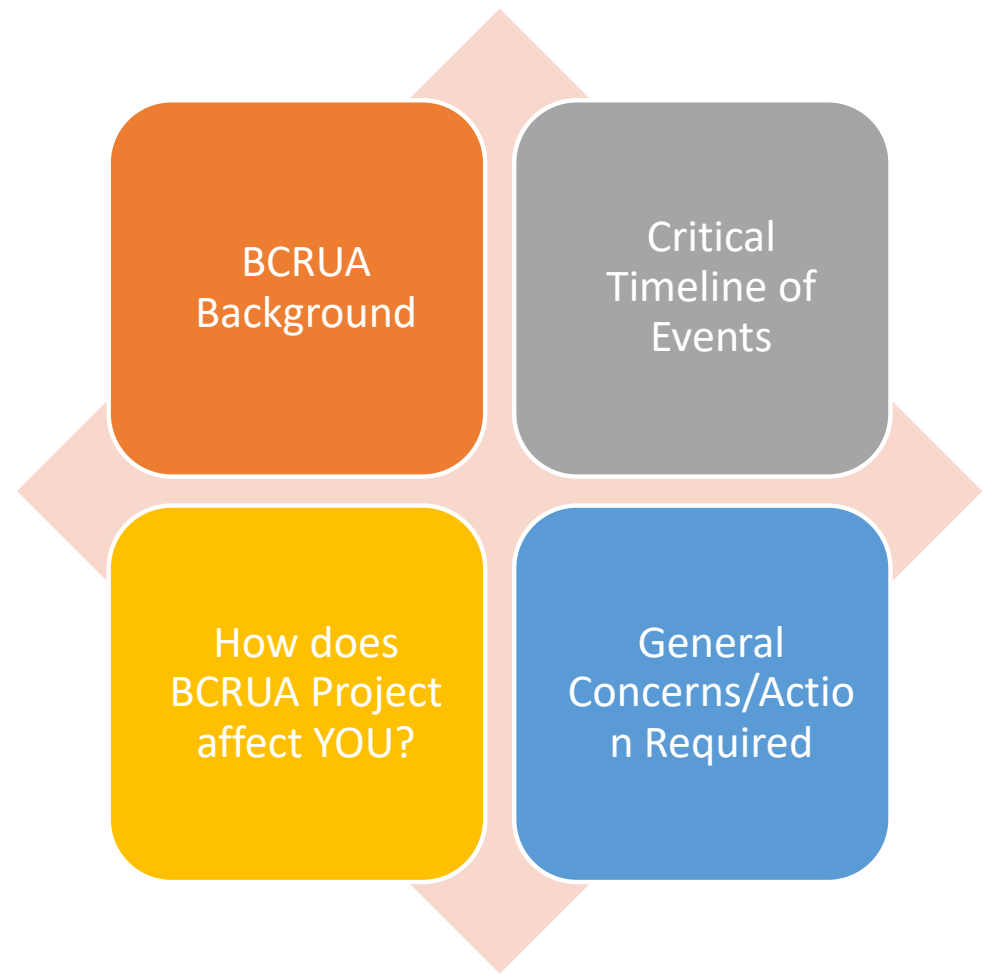 BCRUA
Background
Critical
Timeline of
Events
How does
BCRUA Project
affect YOU?
General
Concerns/Actio
n Required